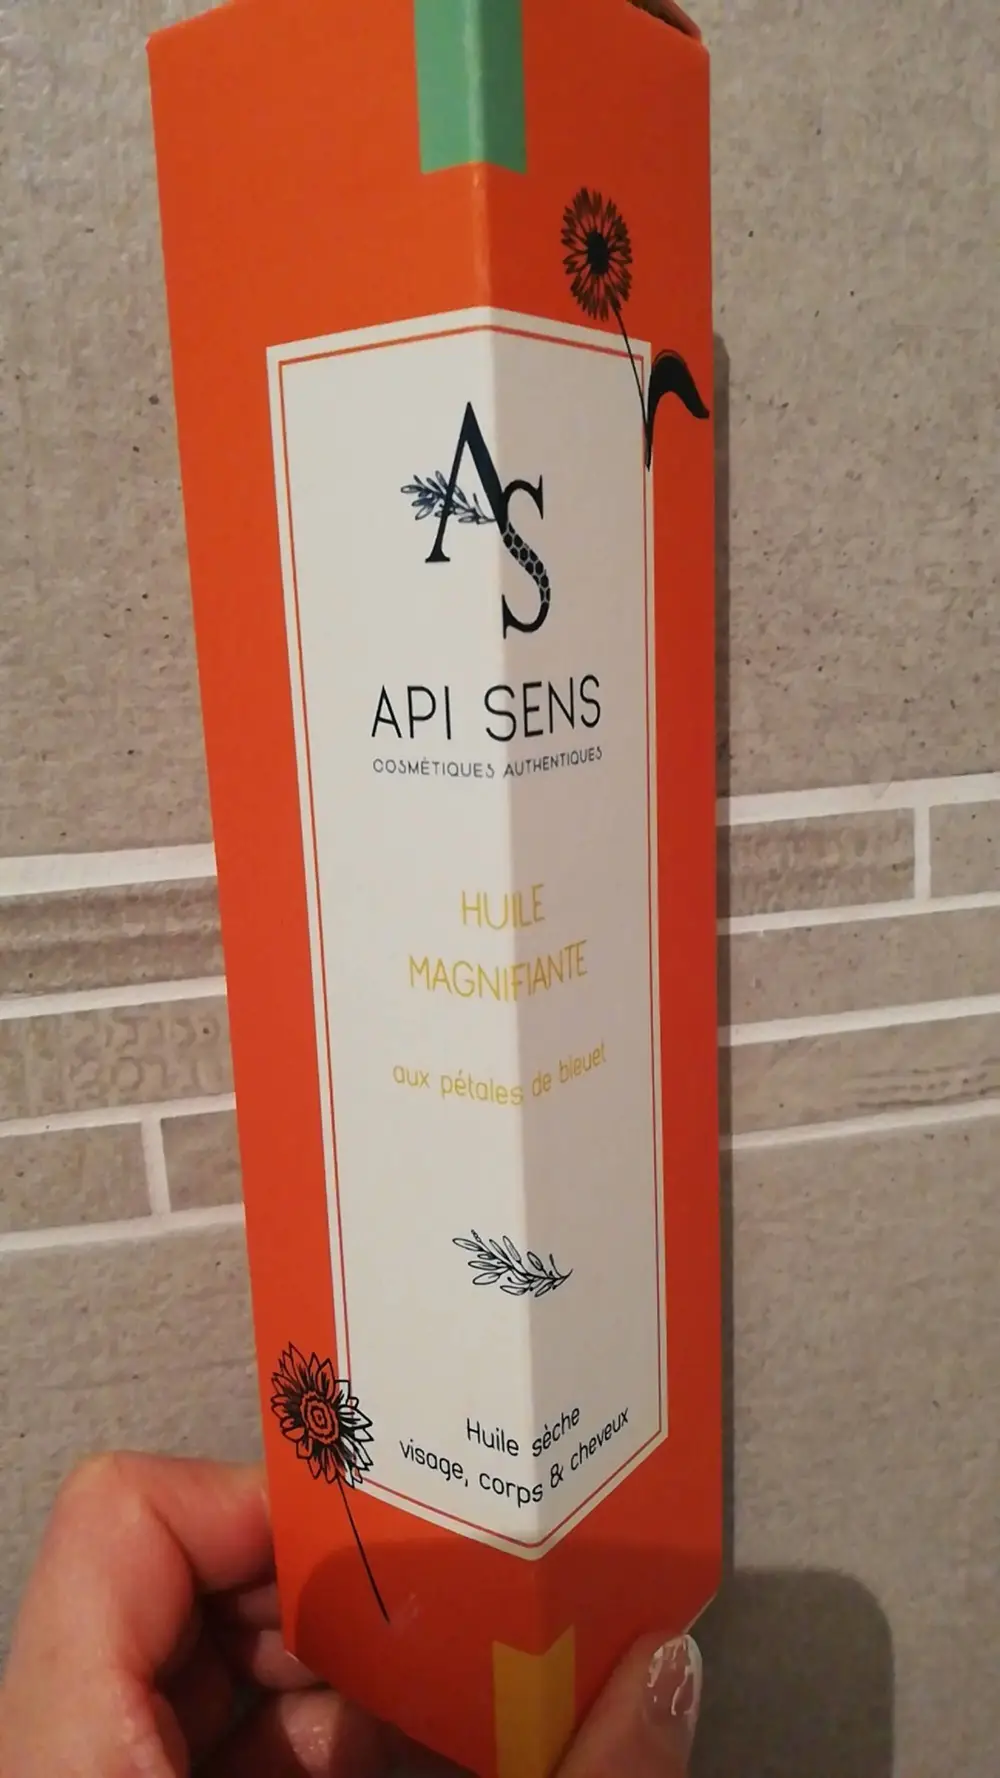 AS
API SENS
COSMÉTIQUES AUTHENTIQUES
HUILE
MAGNIFIANTE
aux pétales de bleuet
Huile sèche
visage, corps & cheveux